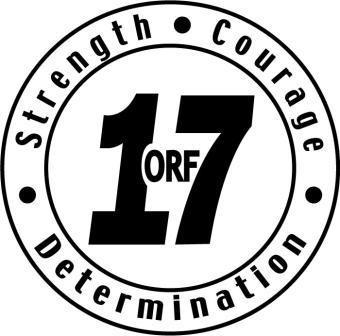 Strength • Courage
• Determination •
17
ORF